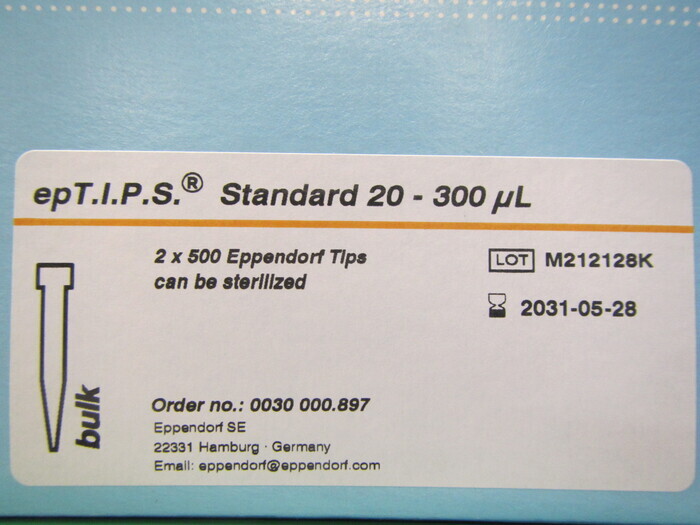 epT.I.P.S.® Standard 20 - 300 µL
2 x 500 Eppendorf Tips
can be sterilized
LOT M212128K
2031-05-28
bulk
Order no.: 0030 000.897
Eppendorf SE
22331 Hamburg · Germany
Email: eppendorf@eppendorf.com